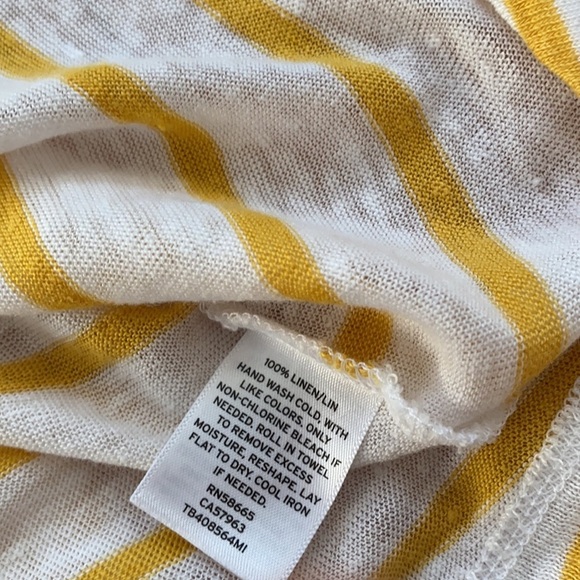 100% LINEN/LIN
HAND WASH COLD, WITH
LIKE COLORS. ONLY
NON-CHLORINE BLEACH IF
NEEDED. ROLL IN TOWEL
TO REMOVE EXCESS
MOISTURE, RESHAPE, LAY
FLAT TO DRY. COOL IRON
IF NEEDED.
RN58665
CA57963
TB408564MI